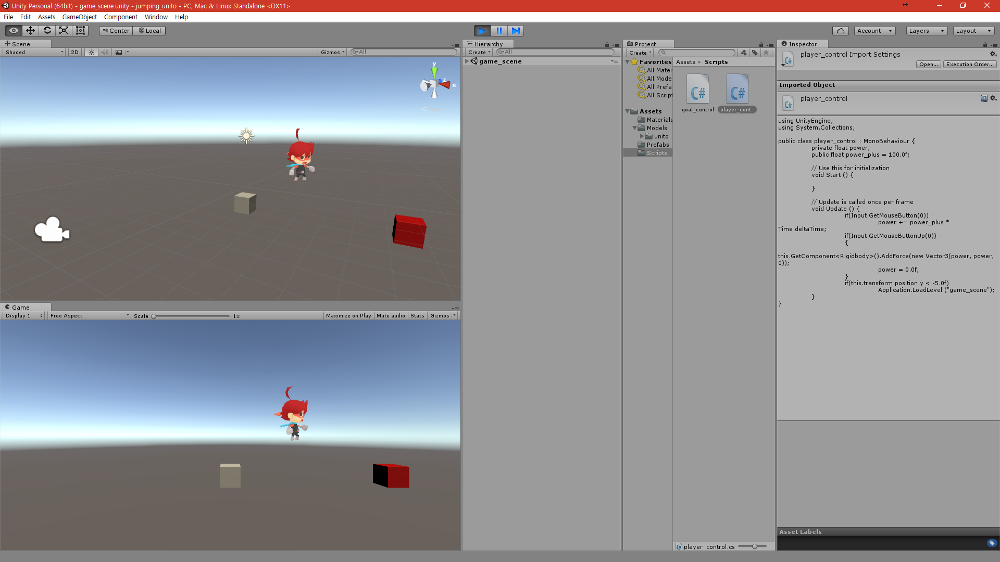 Unity Personal (64bit) - game_scene.unity - jumping_unito - PC, Mac & Linux Standalone <DX11>
File Edit Assets GameObject Component Window Help
Center Local Account Layers Layout
Scene
Shaded 2D Gizmos All
y
z
x
Persp
Game
Display 1 Free Aspect Scale 1x Maximize on Play Mute audio Stats Gizmos
Hierarchy
Create All
game_scene
Project
Create
Favorites
All Mater
All Mode
All Prefa
All Script
Assets
Materials
Models
unito
Prefabs
Scripts
Assets Scripts
C# C#
goal_control player_cont...
player_control.cs
Inspector
player_control Import Settings
Open... Execution Order...
Imported Object
player_control
using UnityEngine;
using System.Collections;
public class player_control : MonoBehaviour {
private float power;
public float power_plus = 100.0f;
// Use this for initialization
void Start () {
}
// Update is called once per frame
void Update () {
if(Input.GetMouseButton(0))
power += power_plus *
Time.deltaTime;
if(Input.GetMouseButtonUp(0))
{
this.GetComponent<Rigidbody>().AddForce(new Vector3(power, power,
0));
power = 0.0f;
}
if(this.transform.position.y < -5.0f)
Application.LoadLevel ("game_scene");
}
}
Asset Labels